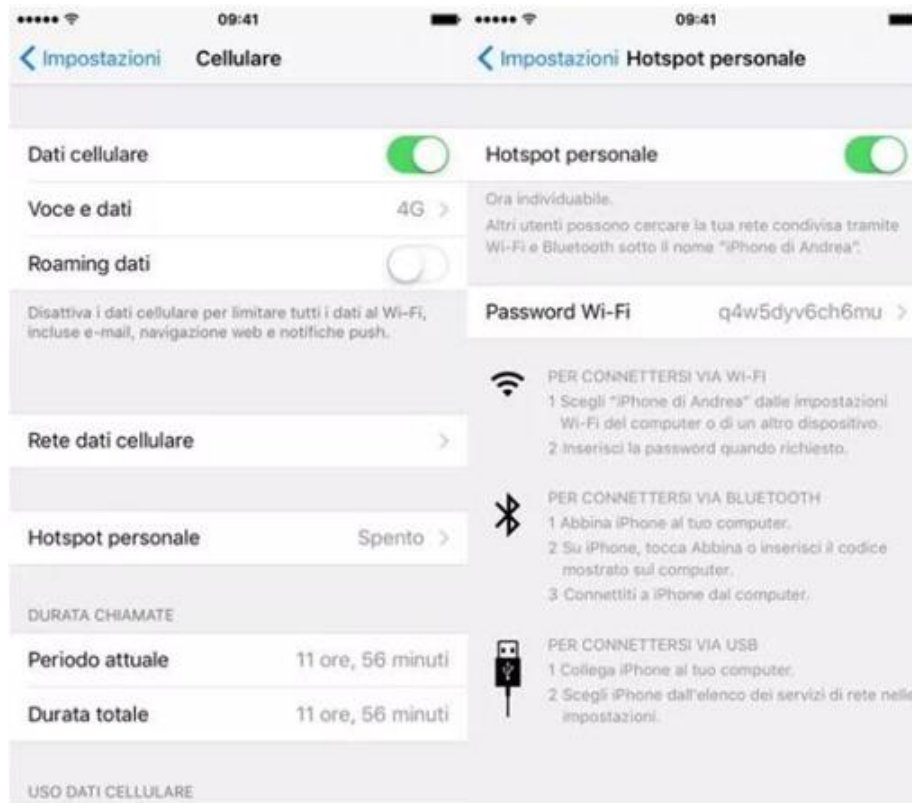 09:41
Impostazioni Cellulare
Dati cellulare
Voce e dati 4G
Roaming dati
Disattiva i dati cellulare per limitare tutti i dati al Wi-Fi,
incluse e-mail, navigazione web e notifiche push.
Rete dati cellulare
Hotspot personale Spento
DURATA CHIAMATE
Periodo attuale 11 ore, 56 minuti
Durata totale 11 ore, 56 minuti
USO DATI CELLULARE
09:41
Impostazioni Hotspot personale
Hotspot personale
Ora individuabile.
Altri utenti possono cercare la tua rete condivisa tramite
Wi-Fi e Bluetooth sotto il nome "iPhone di Andrea".
Password Wi-Fi q4w5dyv6ch6mu
PER CONNETTERSI VIA WI-FI
1 Scegli "iPhone di Andrea" dalle impostazioni
Wi-Fi del computer o di un altro dispositivo.
2 Inserisci la password quando richiesto.
PER CONNETTERSI VIA BLUETOOTH
1 Abbina iPhone al tuo computer.
2 Su iPhone, tocca Abbina o inserisci il codice
mostrato sul computer.
3 Connettiti a iPhone dal computer.
PER CONNETTERSI VIA USB
1 Collega iPhone al tuo computer.
2 Scegli iPhone dall'elenco dei servizi di rete nelle
impostazioni.